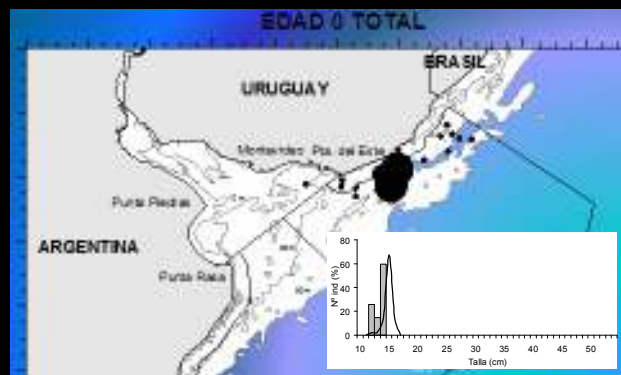 EDAD 0 TOTAL
BRASIL
URUGUAY
Montevideo Pta. del Este
Punta Piedras
ARGENTINA
Punta Rasa
80
60
40
20
0
Nº ind (%)
10 15 20 25 30 35 40 45 50
Talla (cm)